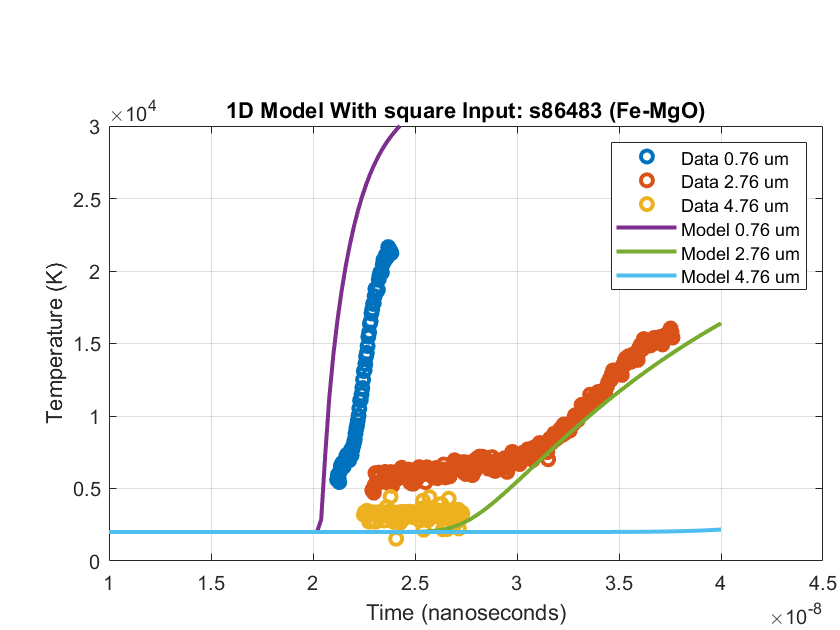 1D Model With square Input: s86483 (Fe-MgO)
×10^4
3
2.5
2
1.5
1
0.5
0
Temperature (K)
Data 0.76 um
Data 2.76 um
Data 4.76 um
Model 0.76 um
Model 2.76 um
Model 4.76 um
1 1.5 2 2.5 3 3.5 4 4.5
Time (nanoseconds)
×10^-8